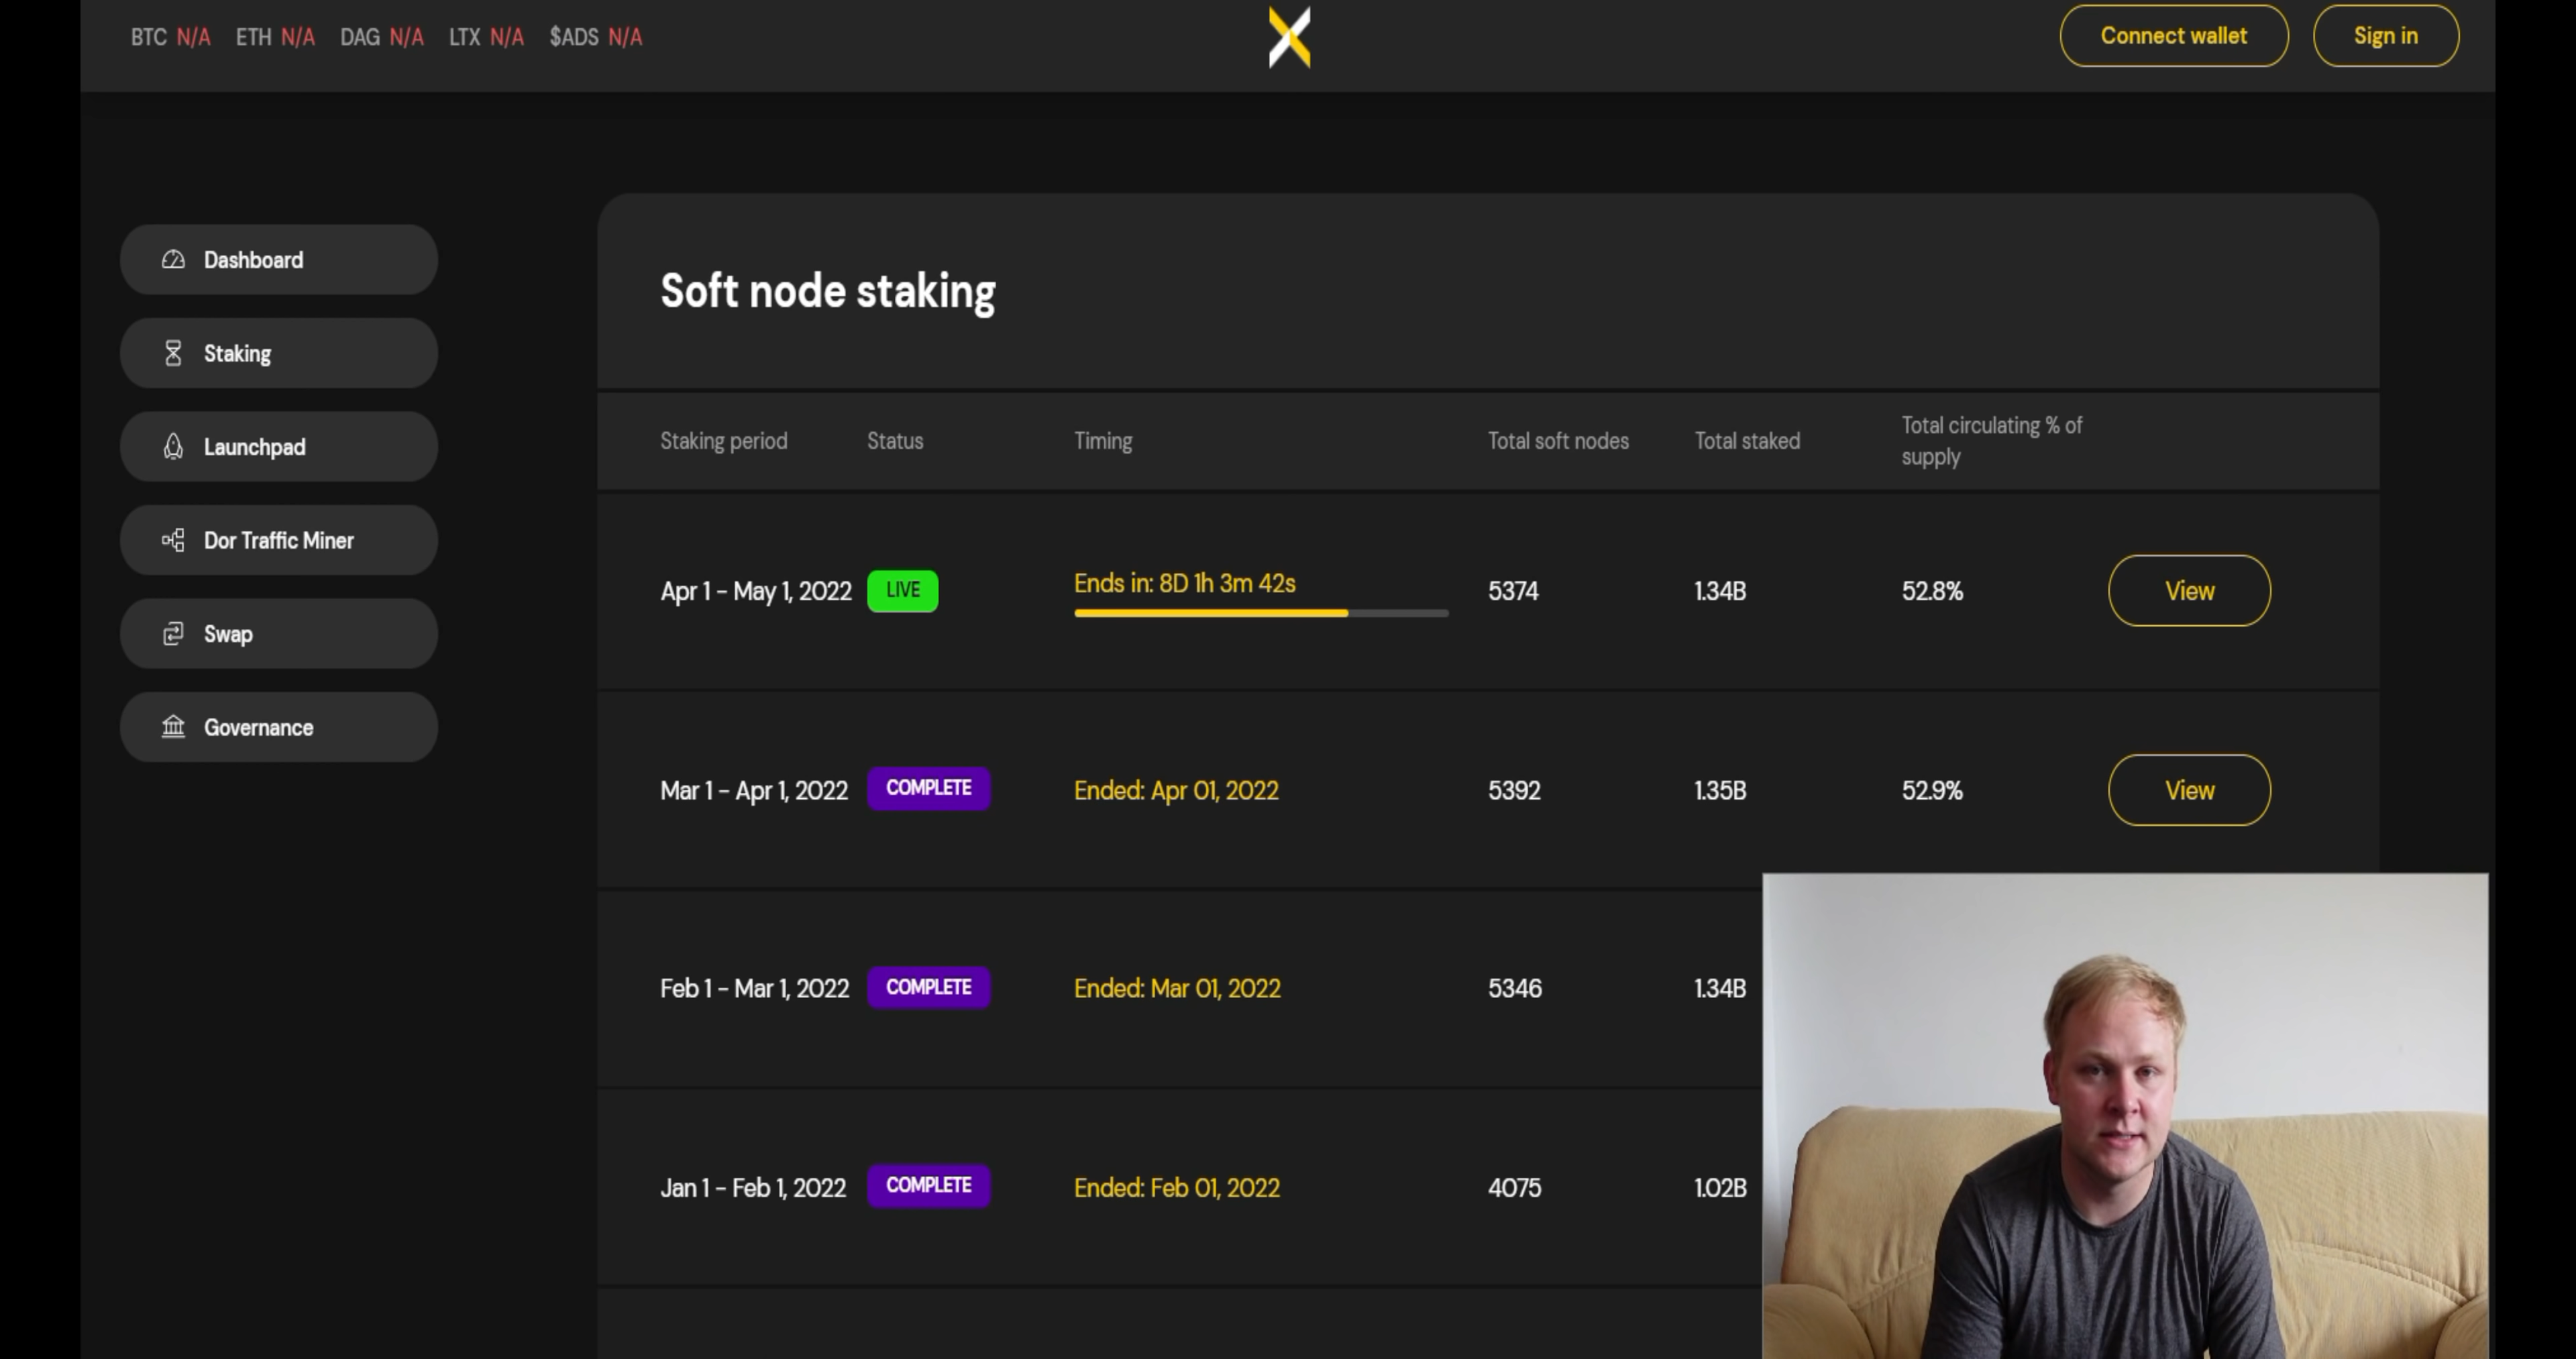 BTC N/A ETH N/A DAG N/A LTX N/A $ADS N/A
Connect wallet
Sign in
Dashboard
Staking
Launchpad
Dor Traffic Miner
Swap
Governance
Soft node staking
Staking period Status Timing Total soft nodes Total staked Total circulating % of
supply
Apr 1 - May 1, 2022 LIVE Ends in: 8D 1h 3m 42s 5374 1.34B 52.8% View
Mar 1 - Apr 1, 2022 COMPLETE Ended: Apr 01, 2022 5392 1.35B 52.9% View
Feb 1 - Mar 1, 2022 COMPLETE Ended: Mar 01, 2022 5346 1.34B
Jan 1 - Feb 1, 2022 COMPLETE Ended: Feb 01, 2022 4075 1.02B